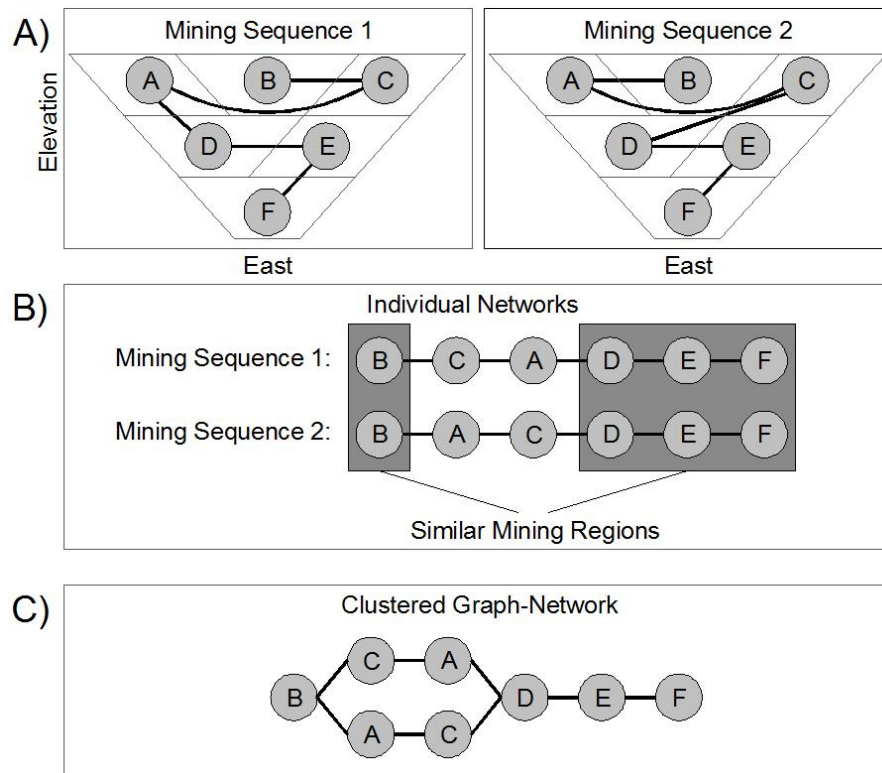 A)
Mining Sequence 1
Mining Sequence 2
Elevation
A B C
D E
F
A B C
D E
F
East
East
B)
Individual Networks
Mining Sequence 1: B C A D E F
Mining Sequence 2: B A C D E F
Similar Mining Regions
C)
Clustered Graph-Network
C A
B D E F
A C